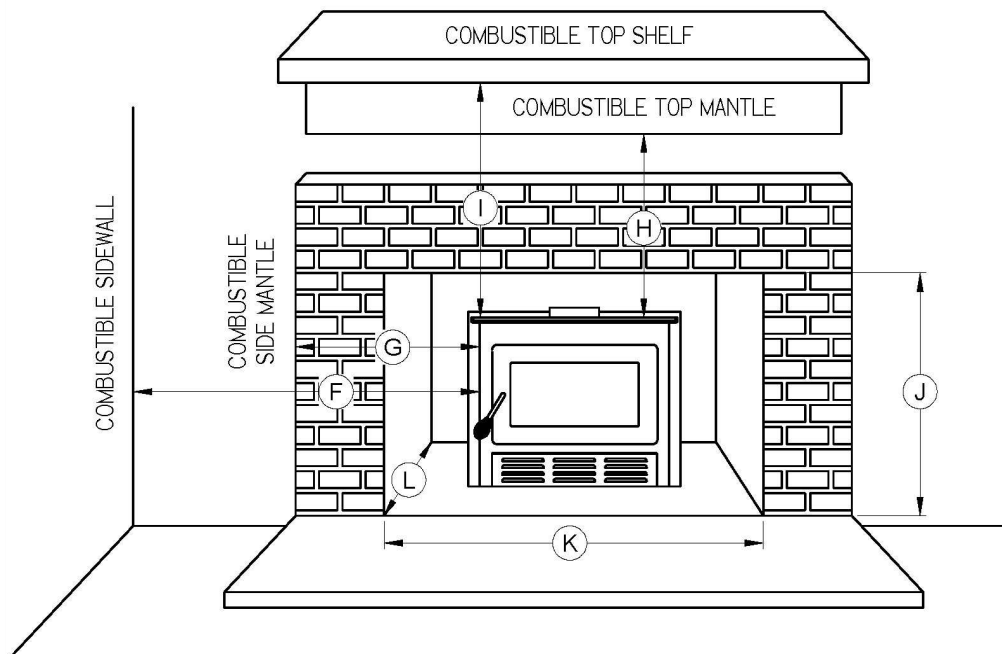 COMBUSTIBLE TOP SHELF
COMBUSTIBLE TOP MANTLE
COMBUSTIBLE SIDEWALL
COMBUSTIBLE
SIDE MANTLE
I
H
G
F
J
L
K